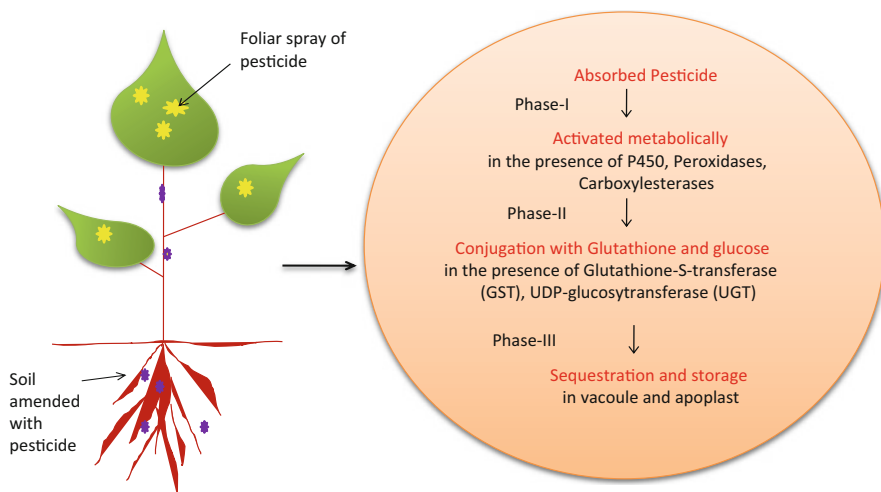 Foliar spray of
pesticide
Soil
amended
with
pesticide
Absorbed Pesticide
Phase-I
Activated metabolically
in the presence of P450, Peroxidases,
Carboxylesterases
Phase-II
Conjugation with Glutathione and glucose
in the presence of Glutathione-S-transferase
(GST), UDP-glucosytransferase (UGT)
Phase-III
Sequestration and storage
in vacoule and apoplast